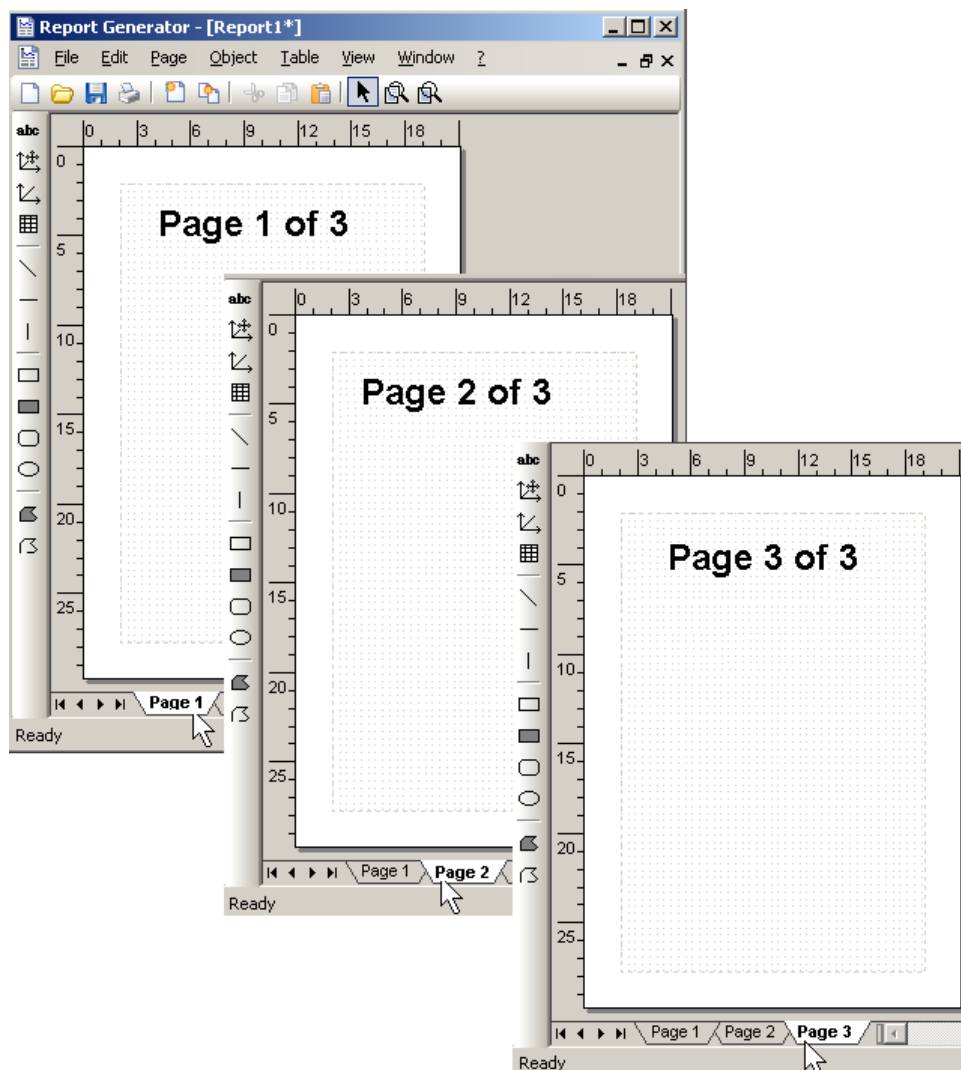 Report Generator - [Report1*]
File Edit Page Object Table View Window ?
abc
0 3 6 9 12 15 18
0
5
10
15
20
25
Page 1 of 3
Page 1
Ready
abc
0 3 6 9 12 15 18
0
5
10
15
20
25
Page 2 of 3
Page 1 Page 2
Ready
abc
0 3 6 9 12 15 18
0
5
10
15
20
25
Page 3 of 3
Page 1 Page 2 Page 3
Ready